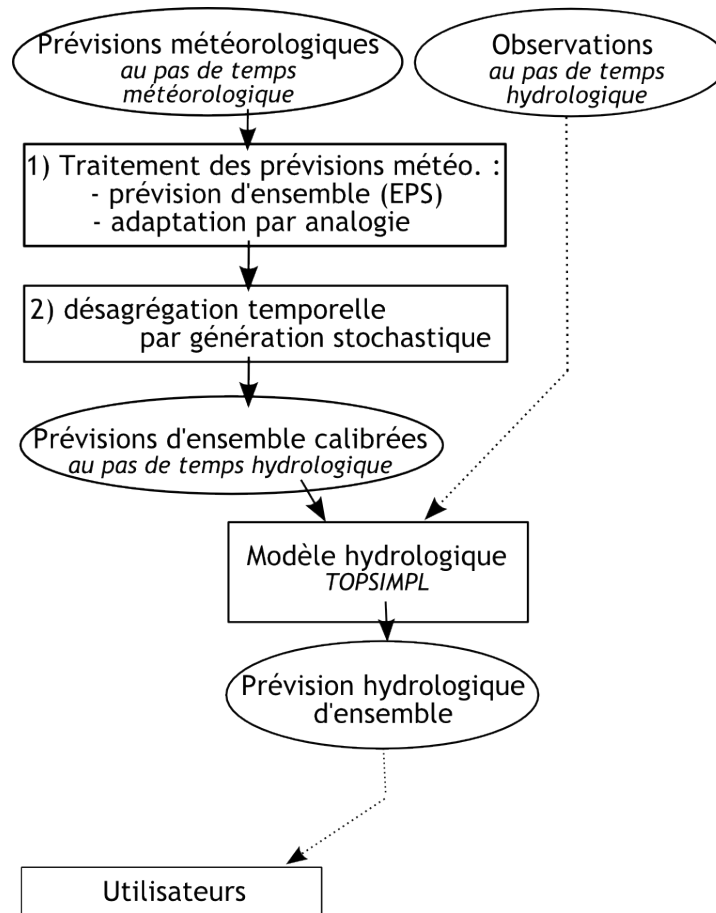 Prévisions météorologiques
au pas de temps
météorologique
Observations
au pas de temps
hydrologique
1) Traitement des prévisions météo. :
- prévision d'ensemble (EPS)
- adaptation par analogie
2) désagrégation temporelle
par génération stochastique
Prévisions d'ensemble calibrées
au pas de temps hydrologique
Modèle hydrologique
TOPSIMPL
Prévision hydrologique
d'ensemble
Utilisateurs